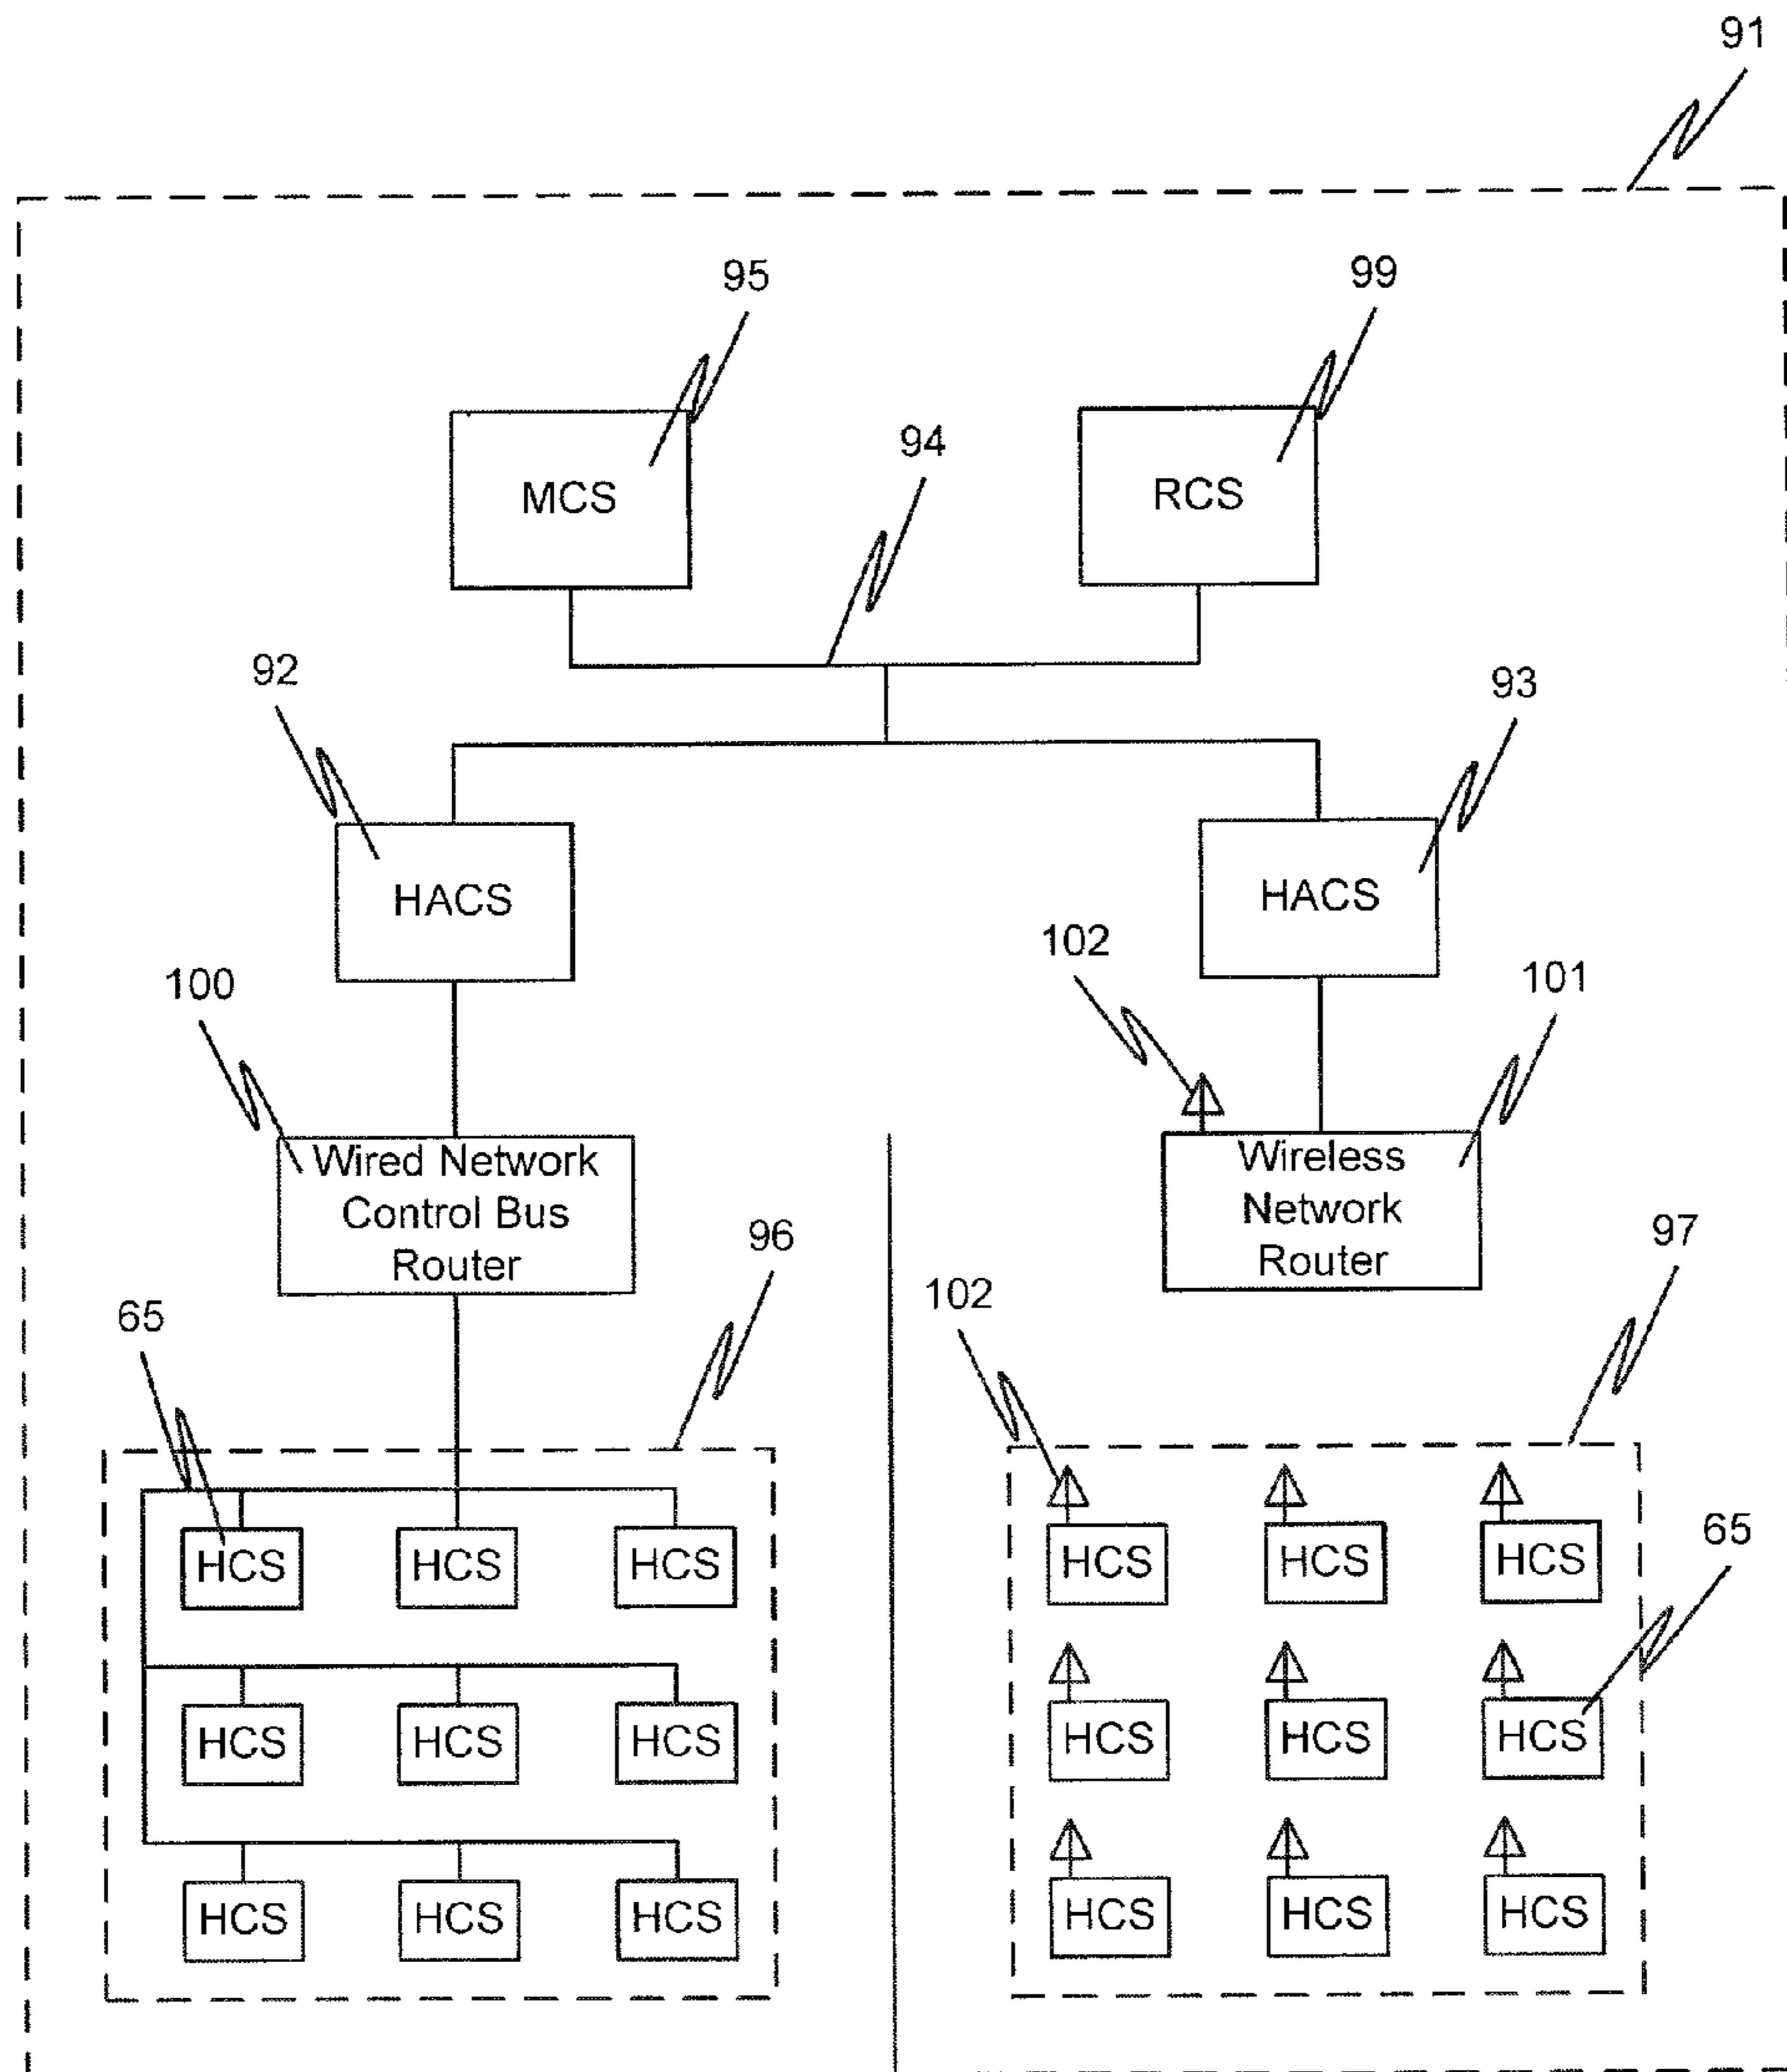 91
95
99
MCS
94
RCS
92
93
HACS
HACS
102
100
101
Wired Network
Control Bus
Router
Wireless
Network
Router
96
97
65
102
HCS HCS HCS
HCS HCS HCS
65
HCS HCS HCS
HCS HCS HCS
HCS HCS HCS
HCS HCS HCS